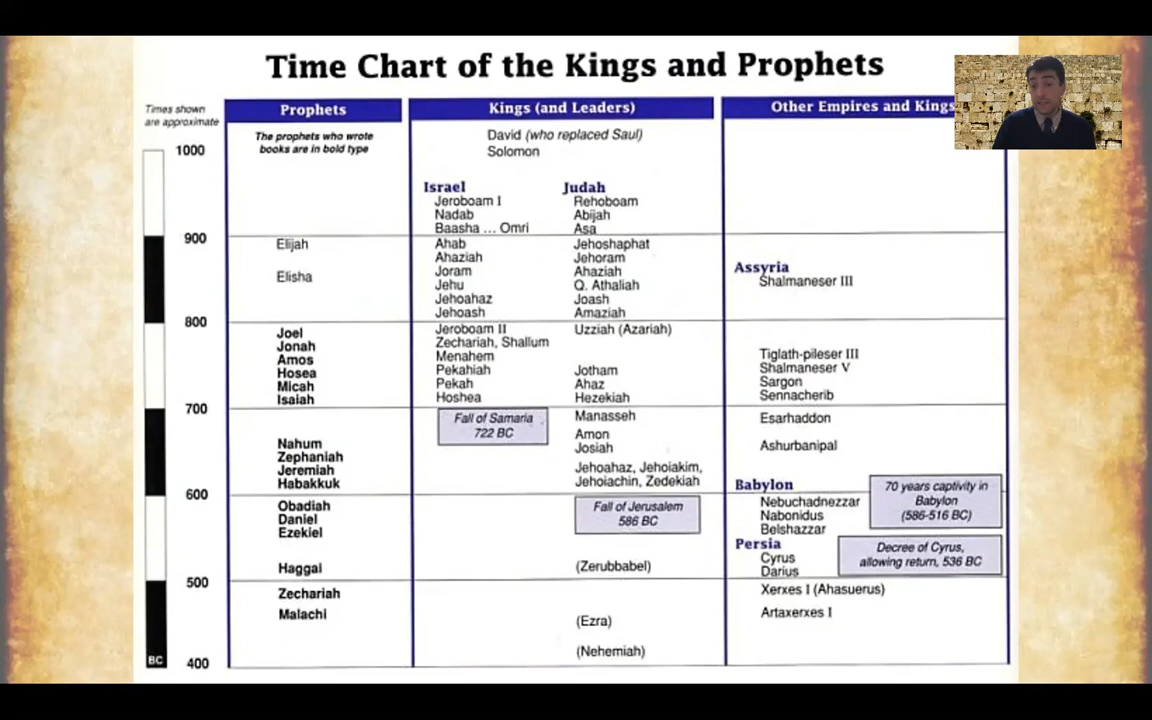 Time Chart of the Kings and Prophets
Times shown
are approximate
Prophets
Kings (and Leaders)
Other Empires and Kings
The prophets who wrote
books are in bold type
David (who replaced Saul)
Solomon
1000
Israel
Judah
Jeroboam I
Rehoboam
Nadab
Abijah
Baasha ... Omri
Asa
900
Elijah
Ahab
Jehoshaphat
Ahaziah
Jehoram
Elisha
Joram
Ahaziah
Assyria
Jehu
Q. Athaliah
Shalmaneser III
Jehoahaz
Joash
Jehoash
Amaziah
800
Joel
Jeroboam II
Uzziah (Azariah)
Jonah
Zechariah, Shallum
Amos
Menahem
Tiglath-pileser III
Hosea
Pekahiah
Jotham
Shalmaneser V
Micah
Pekah
Ahaz
Sargon
Isaiah
Hoshea
Hezekiah
Sennacherib
700
Fall of Samaria
722 BC
Manasseh
Esarhaddon
Amon
Nahum
Josiah
Ashurbanipal
Zephaniah
Jeremiah
Jehoahaz, Jehoiakim,
Habakkuk
Jehoiachin, Zedekiah
Babylon
70 years captivity in
Babylon
(586-516 BC)
600
Obadiah
Fall of Jerusalem
586 BC
Nebuchadnezzar
Daniel
Nabonidus
Ezekiel
Belshazzar
Persia
Decree of Cyrus,
allowing return, 536 BC
Haggai
(Zerubbabel)
Cyrus
Darius
500
Zechariah
Xerxes I (Ahasuerus)
Malachi
Artaxerxes I
(Ezra)
(Nehemiah)
BC
400